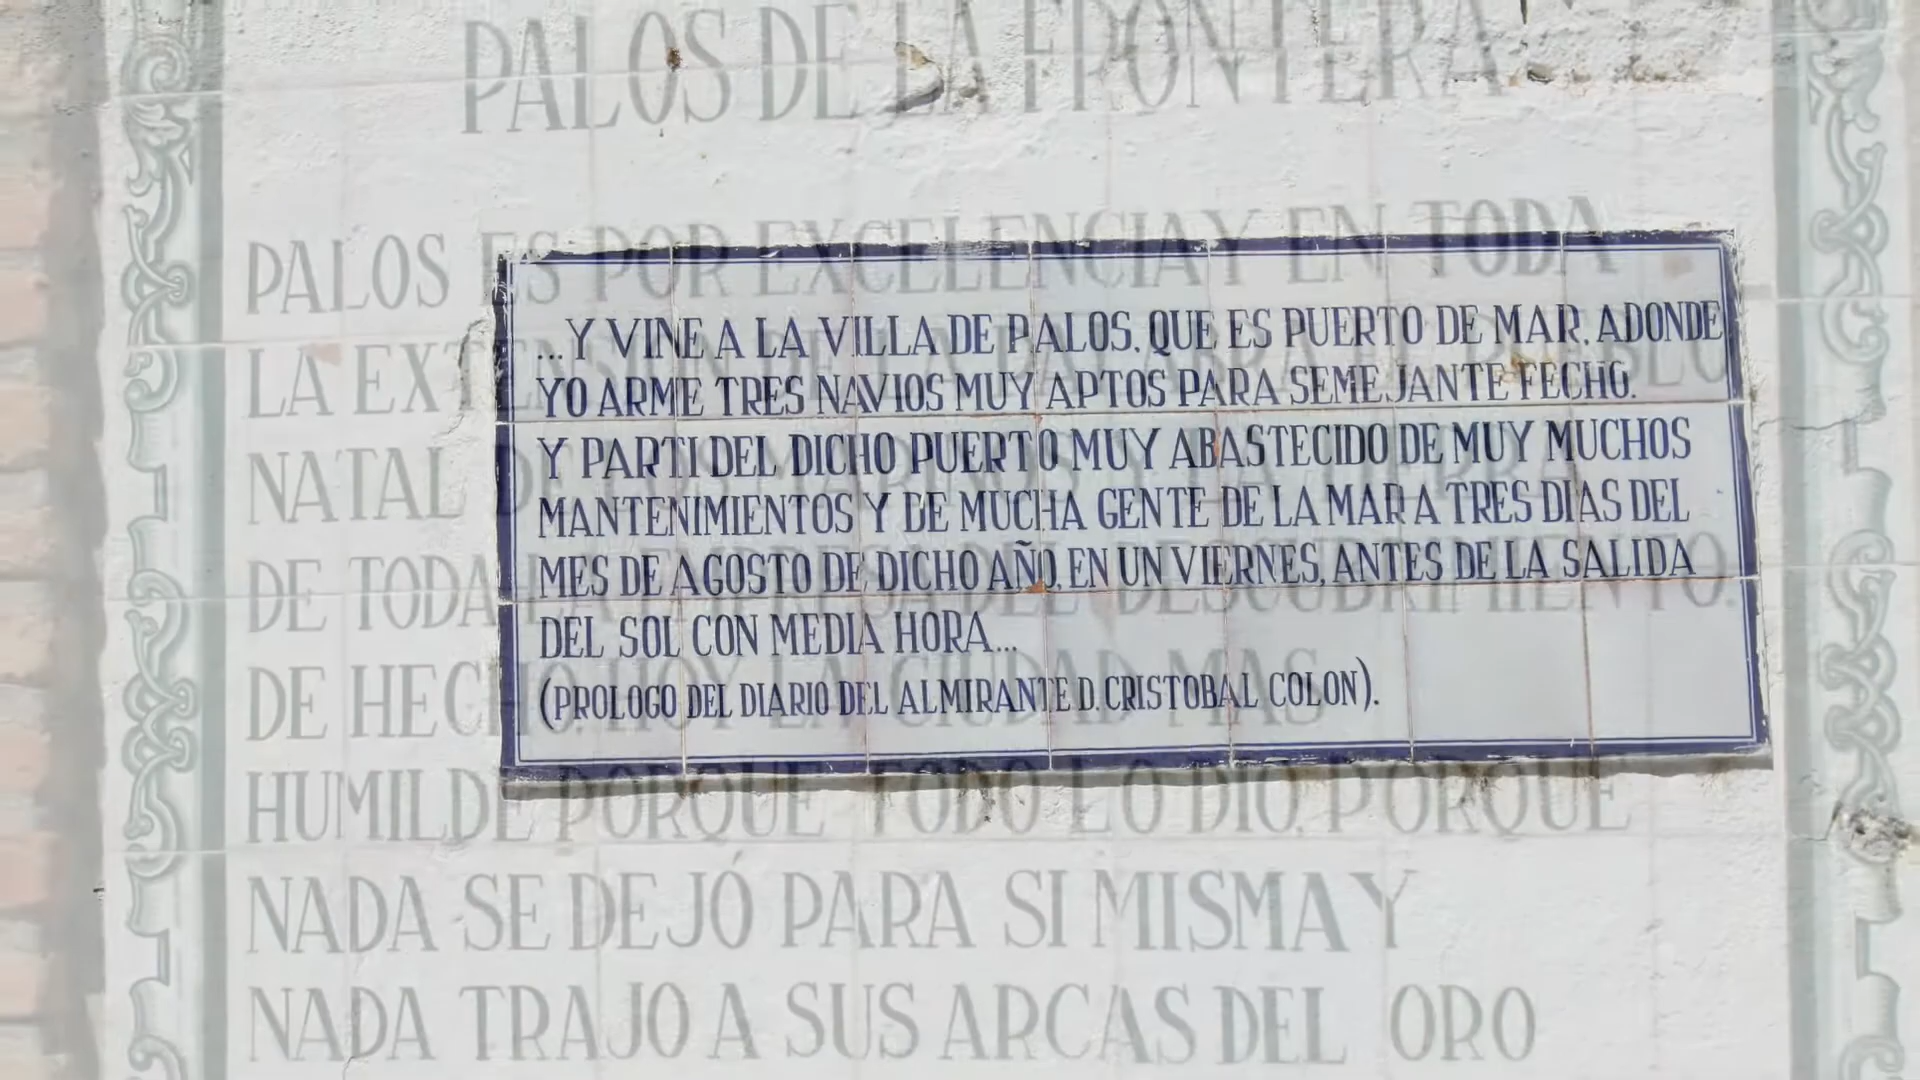 PALOS DE LA FRONTERA
PALOS ES POR EXCELENCIA Y EN TODA
LA EXTENSIÓN
NATAL
DE TODA LA EMPRESA DEL DESCUBRIMIENTO.
DE HECHO, HOY LA CIUDAD MAS
HUMILDE PORQUE TODO LO DIO, PORQUE
NADA SE DEJÓ PARA SI MISMA Y
NADA TRAJO A SUS ARCAS DEL ORO
...Y VINE A LA VILLA DE PALOS, QUE ES PUERTO DE MAR, ADONDE
YO ARME TRES NAVIOS MUY APTOS PARA SEMEJANTE FECHO.
Y PARTI DEL DICHO PUERTO MUY ABASTECIDO DE MUY MUCHOS
MANTENIMIENTOS Y DE MUCHA GENTE DE LA MAR A TRES DIAS DEL
MES DE AGOSTO DE DICHO AÑO, EN UN VIERNES, ANTES DE LA SALIDA
DEL SOL CON MEDIA HORA...
(PROLOGO DEL DIARIO DEL ALMIRANTE D. CRISTOBAL COLON).